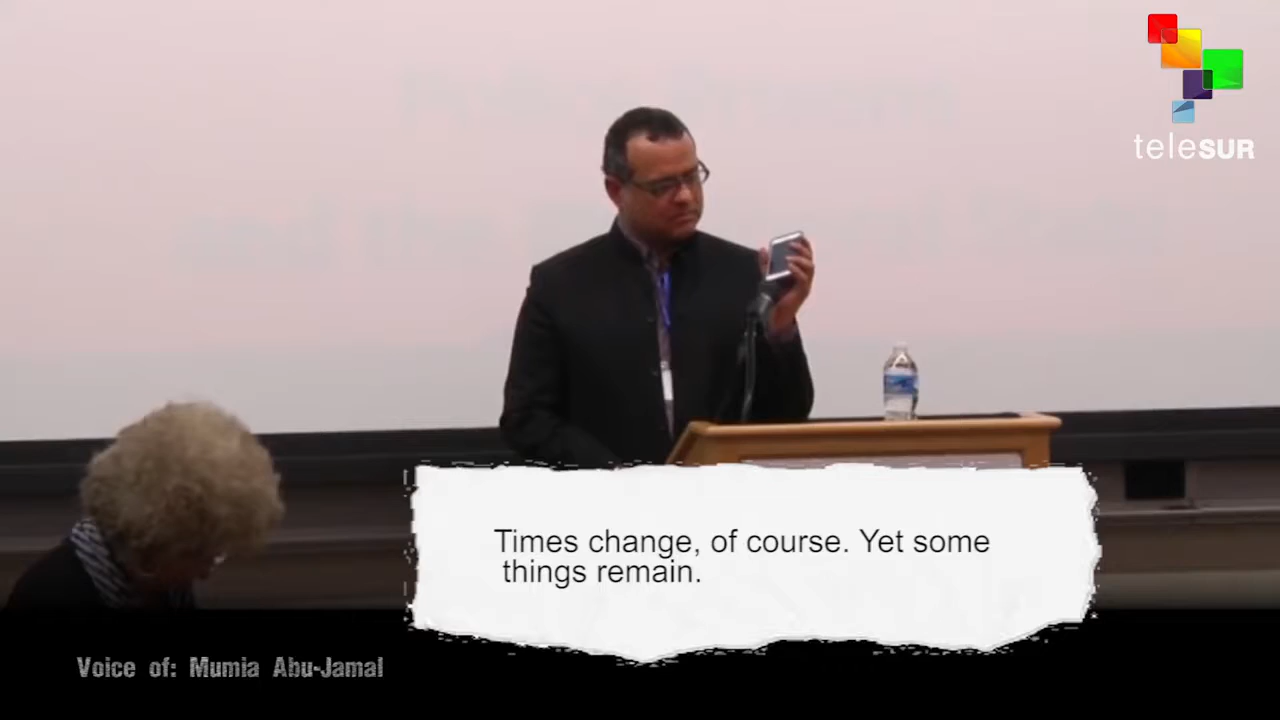 teleSUR
Times change, of course. Yet some
things remain.
Voice of: Mumia Abu-Jamal